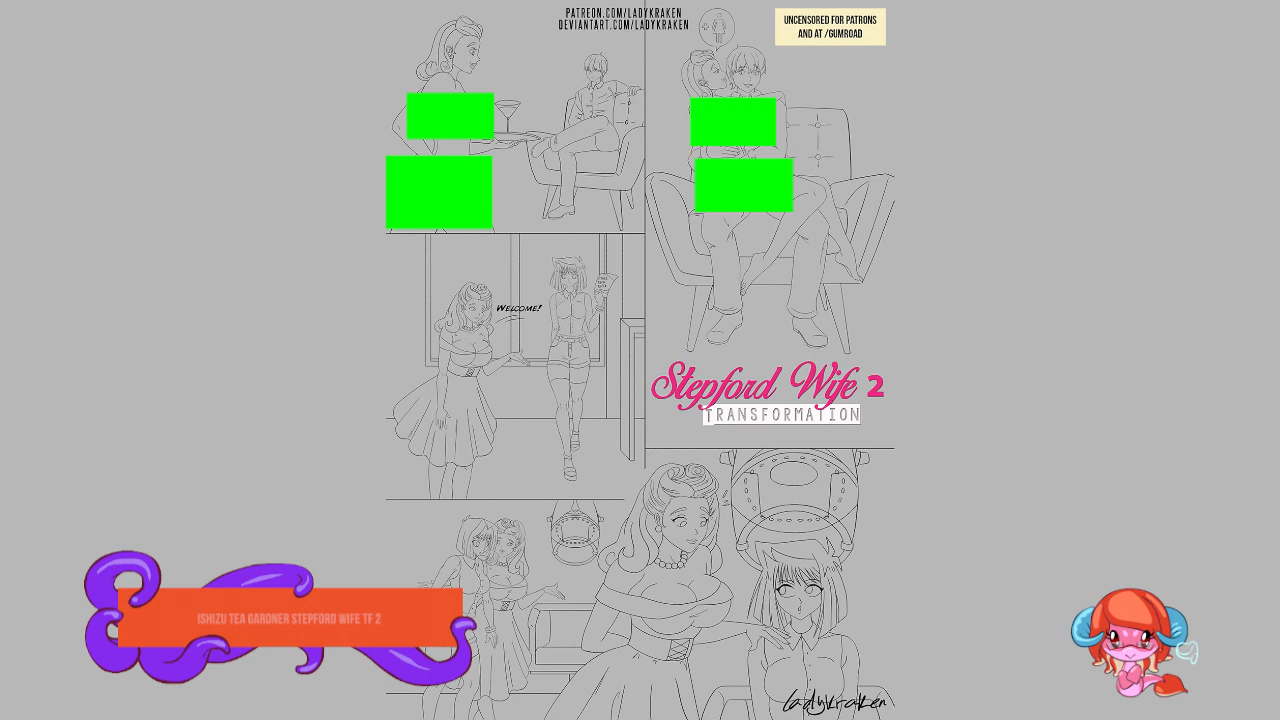 PATREON.COM/LADYKRAKEN
DEVIANTART.COM/LADYKRAKEN
UNCENSORED FOR PATRONS
AND AT /GUMROAD
WELCOME!
Stepford Wife 2
TRANSFORMATION
ISHIZU TEA GARDNER STEPFORD WIFE TF 2
ladykraken